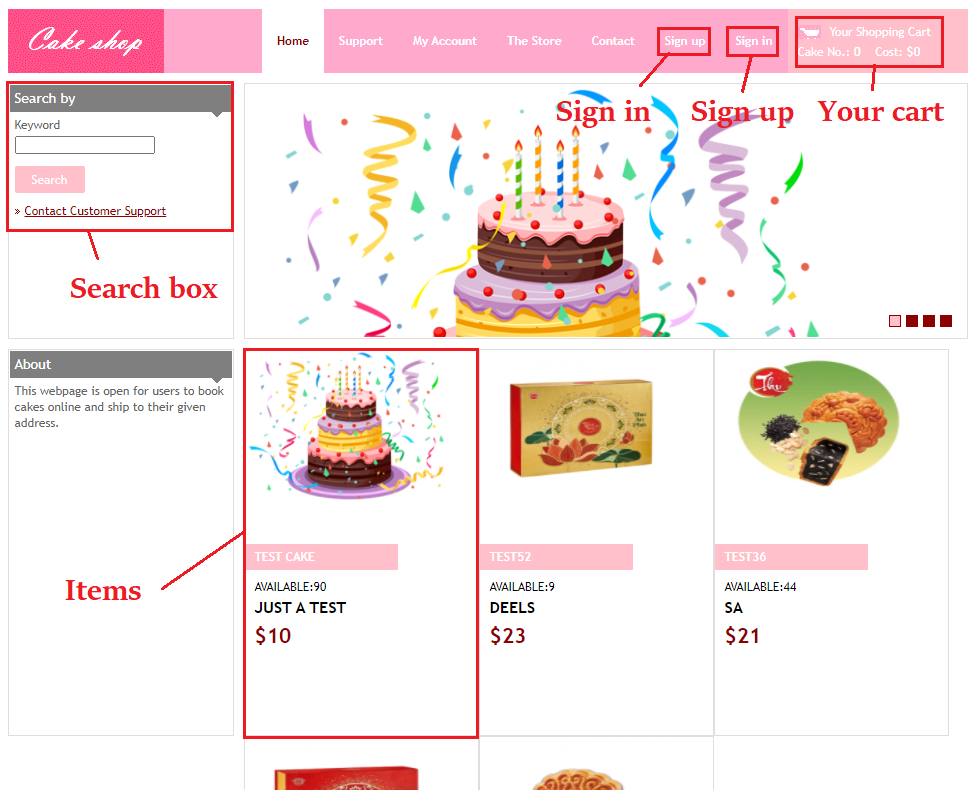 Cake shop
Home
Support
My Account
The Store
Contact
Sign up
Sign in
Your Shopping Cart
Cake No.: 0 Cost: $0
Sign in
Sign up
Your cart
Search by
Keyword
Search
» Contact Customer Support
Search box
About
This webpage is open for users to book
cakes online and ship to their given
address.
Items
TEST CAKE
AVAILABLE:90
JUST A TEST
$10
TEST52
AVAILABLE:9
DEELS
$23
Thu
TEST36
AVAILABLE:44
SA
$21